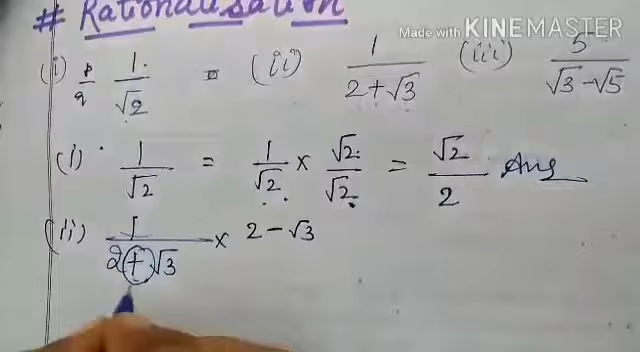 # Rationalisation
Made with KINEMASTER
(i) p/q 1/√2 = (ii) 1/(2+√3) (iii) 5/(√3-√5)
(i) 1/√2 = 1/√2 × √2/√2 = √2/2 Ans
(ii) 1/(2+√3) × 2-√3